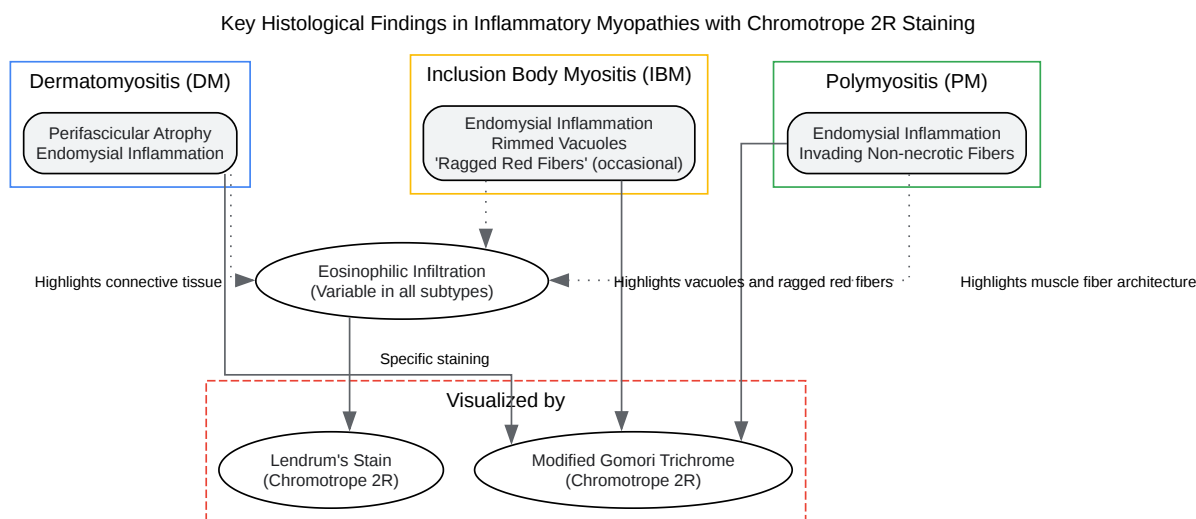 Key Histological Findings in Inflammatory Myopathies with Chromotrope 2R Staining
Dermatomyositis (DM)
Perifascicular Atrophy
Endomysial Inflammation
Inclusion Body Myositis (IBM)
Endomysial Inflammation
Rimmed Vacuoles
'Ragged Red Fibers' (occasional)
Polymyositis (PM)
Endomysial Inflammation
Invading Non-necrotic Fibers
Highlights connective tissue
Eosinophilic Infiltration
(Variable in all subtypes)
Highlights vacuoles and ragged red fibers
Highlights muscle fiber architecture
Specific staining
Visualized by
Lendrum's Stain
(Chromotrope 2R)
Modified Gomori Trichrome
(Chromotrope 2R)